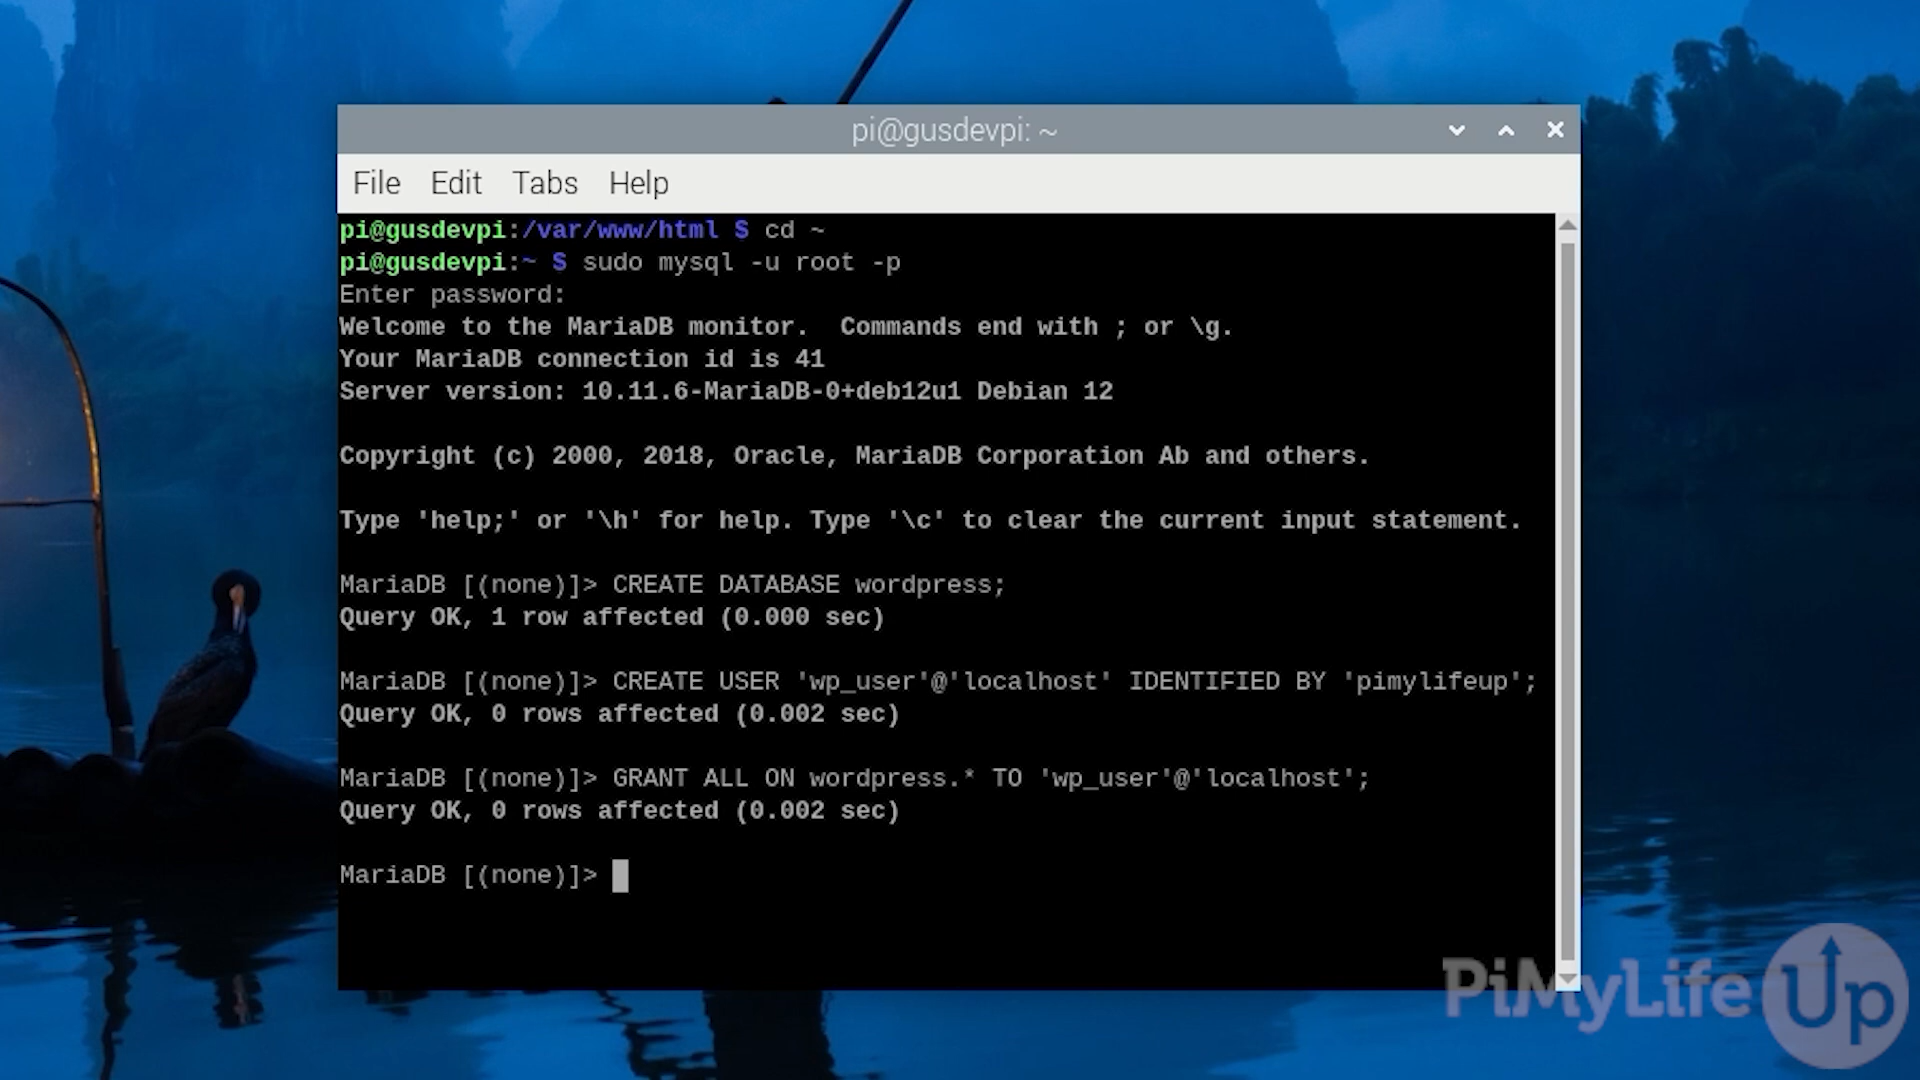 pi@gusdevpi: ~
File Edit Tabs Help
pi@gusdevpi:/var/www/html $ cd ~
pi@gusdevpi:~ $ sudo mysql -u root -p
Enter password:
Welcome to the MariaDB monitor.  Commands end with ; or \g.
Your MariaDB connection id is 41
Server version: 10.11.6-MariaDB-0+deb12u1 Debian 12
Copyright (c) 2000, 2018, Oracle, MariaDB Corporation Ab and others.
Type 'help;' or '\h' for help. Type '\c' to clear the current input statement.
MariaDB [(none)]> CREATE DATABASE wordpress;
Query OK, 1 row affected (0.000 sec)
MariaDB [(none)]> CREATE USER 'wp_user'@'localhost' IDENTIFIED BY 'pimylifeup';
Query OK, 0 rows affected (0.002 sec)
MariaDB [(none)]> GRANT ALL ON wordpress.* TO 'wp_user'@'localhost';
Query OK, 0 rows affected (0.002 sec)
MariaDB [(none)]>
PiMyLife Up